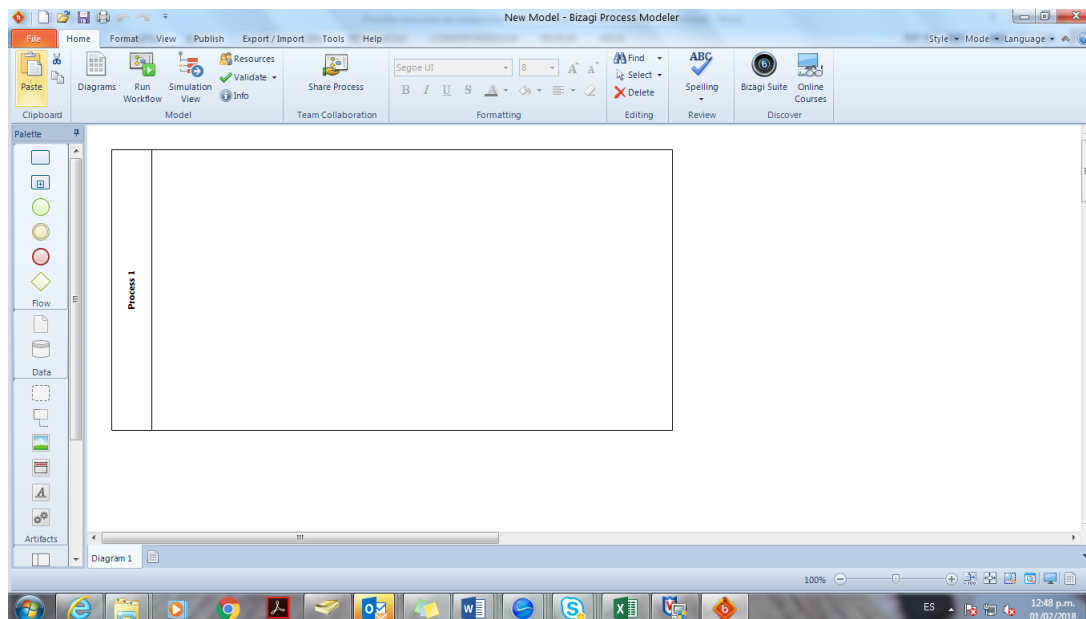 New Model - Bizagi Process Modeler
File Home Format View Publish Export / Import Tools Help Style Mode Language
Paste
Clipboard
Diagrams
Run Workflow
Simulation View
Resources
Validate
Info
Model
Share Process
Team Collaboration
Segoe UI 8 A A
B I U S A
Formatting
Find
Select
Delete
Editing
ABC
Spelling
Review
Bizagi Suite
Online Courses
Discover
Palette
Flow
Data
A
Artifacts
Process 1
Diagram 1
100%
ES
12:48 p.m.
01/02/2018